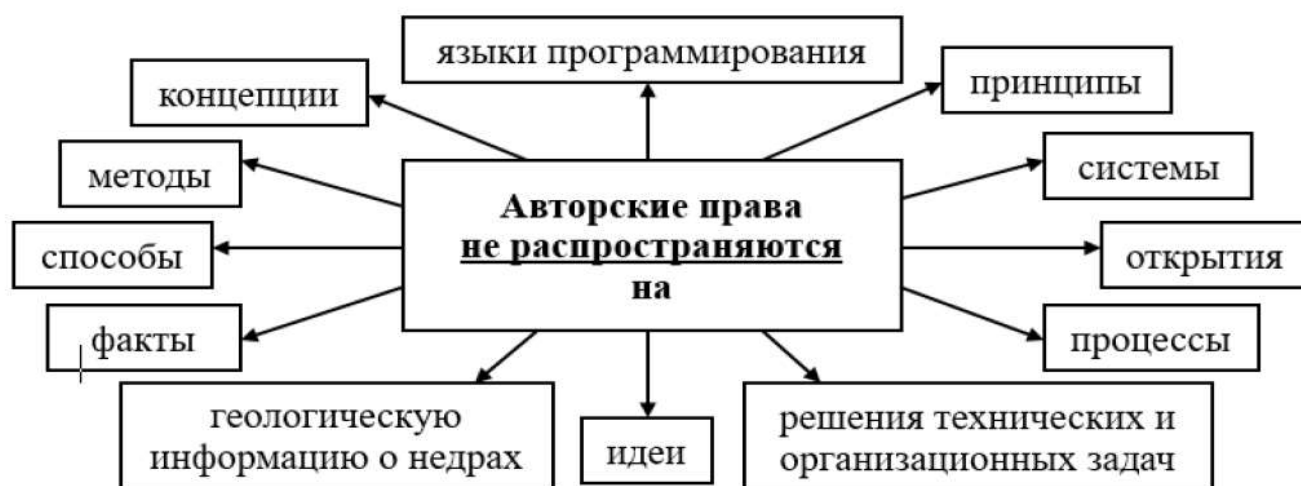 языки программирования
концепции
принципы
методы
системы
Авторские права
не распространяются
на
способы
открытия
факты
процессы
геологическую
информацию о недрах
идеи
решения технических и
организационных задач